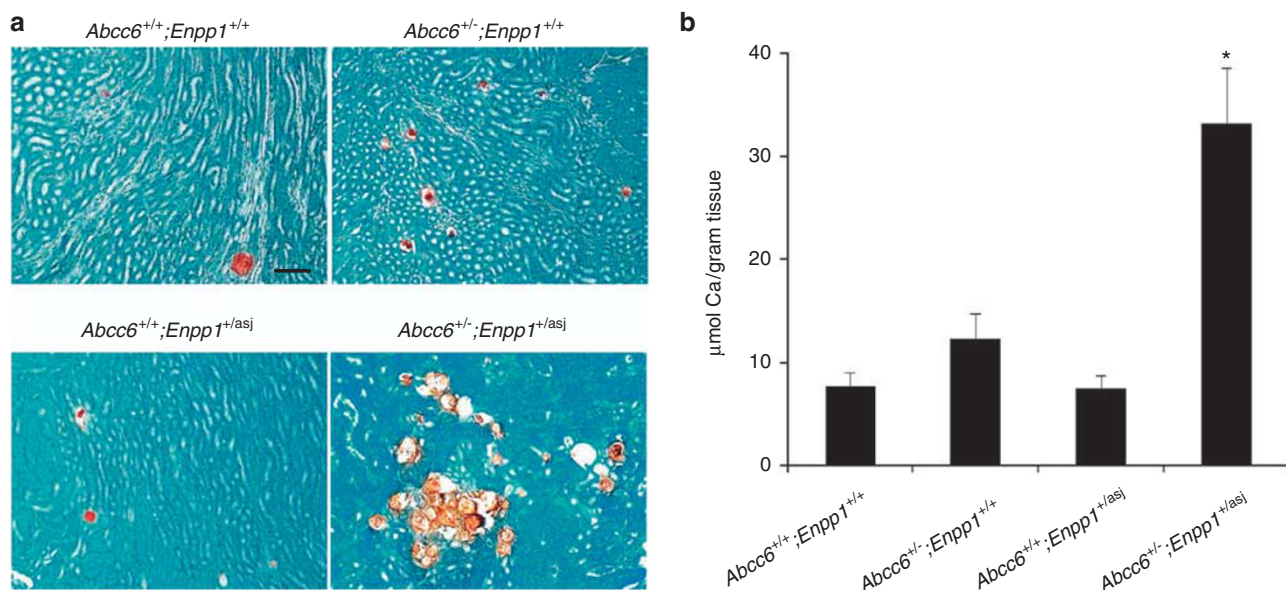 a
Abcc6+/+;Enpp1+/+
Abcc6+/-;Enpp1+/+
Abcc6+/+;Enpp1+/asj
Abcc6+/-;Enpp1+/asj
b
µmol Ca/gram tissue
40
30
20
10
0
*
Abcc6+/+;Enpp1+/+
Abcc6+/-;Enpp1+/+
Abcc6+/+;Enpp1+/asj
Abcc6+/-;Enpp1+/asj